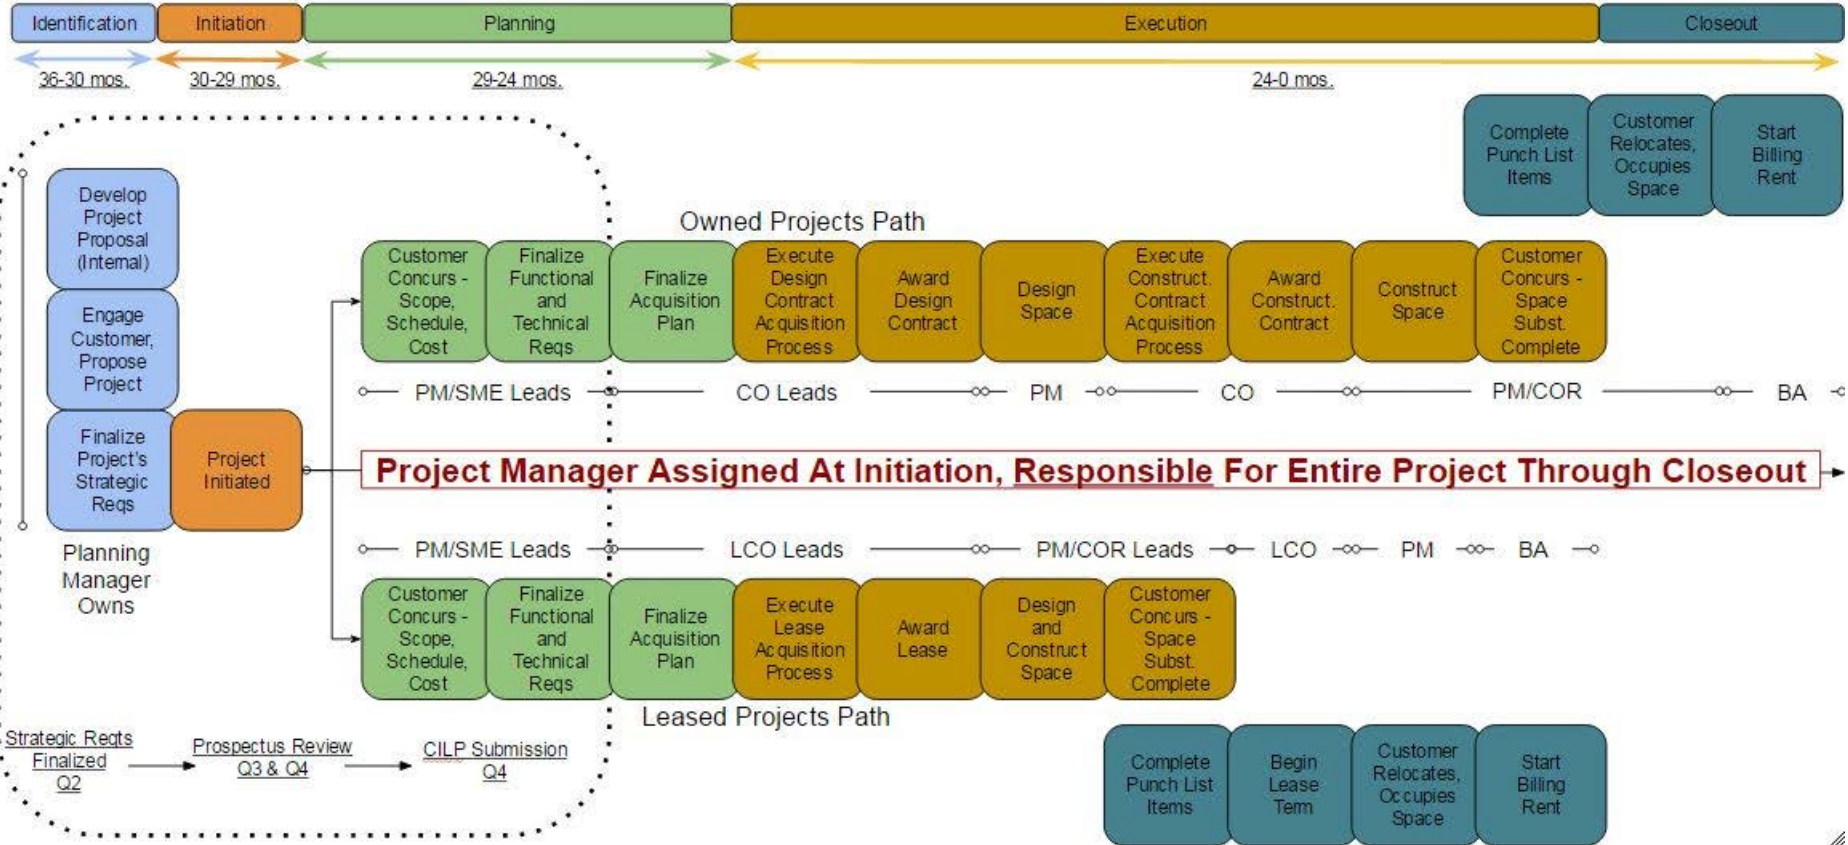 Identification
Initiation
Planning
Execution
Closeout
36-30 mos.
30-29 mos.
29-24 mos.
24-0 mos.
Complete
Punch List
Items
Customer
Relocates,
Occupies
Space
Start
Billing
Rent
Develop
Project
Proposal
(Internal)
Engage
Customer,
Propose
Project
Finalize
Project's
Strategic
Reqs
Project
Initiated
Planning
Manager
Owns
Owned Projects Path
Customer
Concurs -
Scope,
Schedule,
Cost
Finalize
Functional
and
Technical
Reqs
Finalize
Acquisition
Plan
Execute
Design
Contract
Acquisition
Process
Award
Design
Contract
Design
Space
Execute
Construct.
Contract
Acquisition
Process
Award
Construct.
Contract
Construct
Space
Customer
Concurs -
Space
Subst.
Complete
PM/SME Leads
CO Leads
PM
CO
PM/COR
BA
Project Manager Assigned At Initiation, Responsible For Entire Project Through Closeout
PM/SME Leads
LCO Leads
PM/COR Leads
LCO
PM
BA
Customer
Concurs -
Scope,
Schedule,
Cost
Finalize
Functional
and
Technical
Reqs
Finalize
Acquisition
Plan
Execute
Lease
Acquisition
Process
Award
Lease
Design
and
Construct
Space
Customer
Concurs -
Space
Subst.
Complete
Leased Projects Path
Strategic Reqts
Finalized
Q2
Prospectus Review
Q3 & Q4
CILP Submission
Q4
Complete
Punch List
Items
Begin
Lease
Term
Customer
Relocates,
Occupies
Space
Start
Billing
Rent